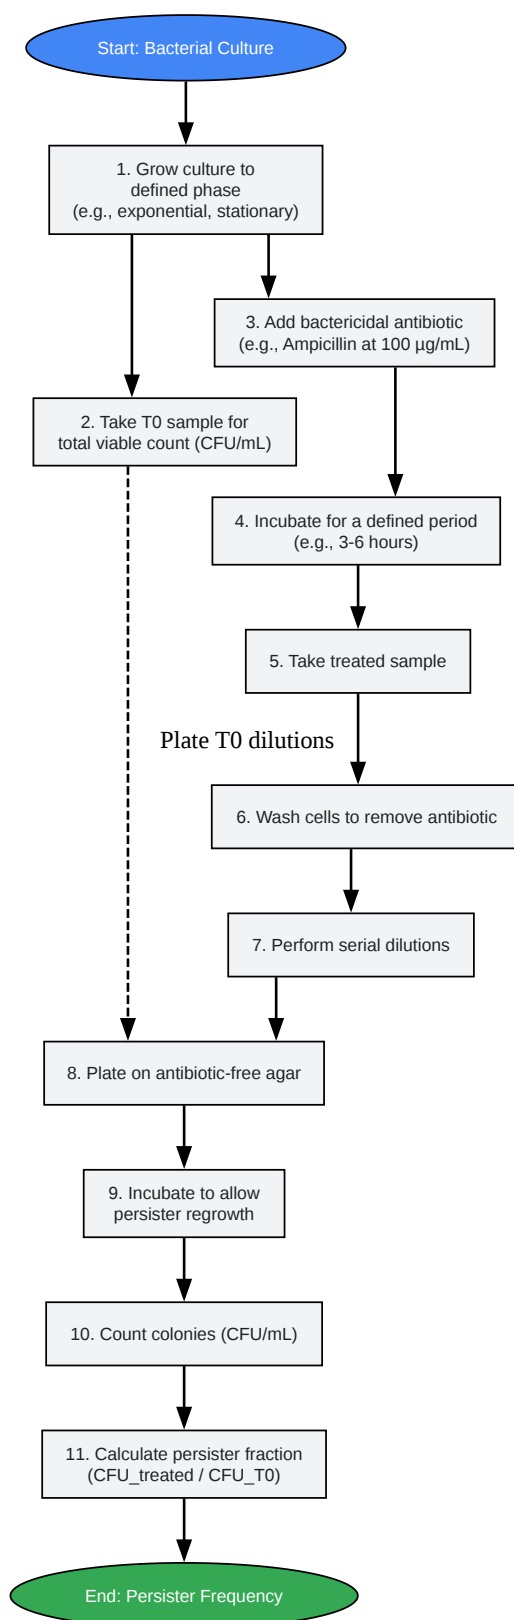 Start: Bacterial Culture
1. Grow culture to
defined phase
(e.g., exponential, stationary)
3. Add bactericidal antibiotic
(e.g., Ampicillin at 100 µg/mL)
2. Take T0 sample for
total viable count (CFU/mL)
4. Incubate for a defined period
(e.g., 3-6 hours)
5. Take treated sample
Plate T0 dilutions
6. Wash cells to remove antibiotic
7. Perform serial dilutions
8. Plate on antibiotic-free agar
9. Incubate to allow
persister regrowth
10. Count colonies (CFU/mL)
11. Calculate persister fraction
(CFU_treated / CFU_T0)
End: Persister Frequency